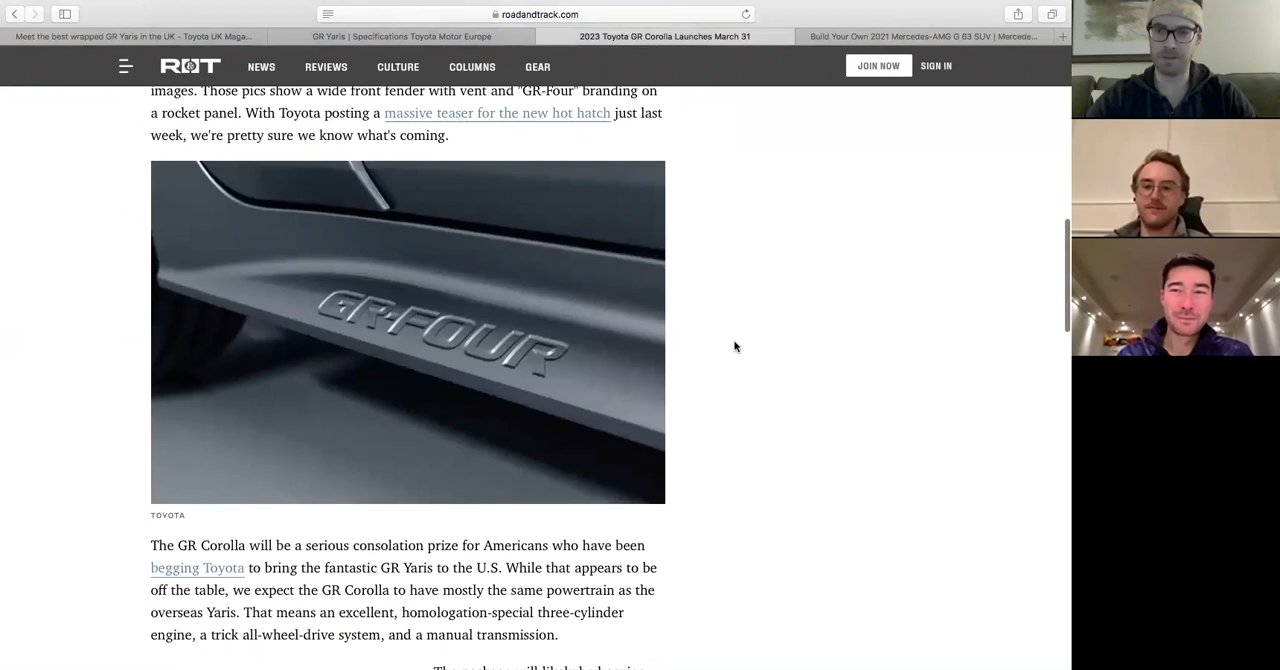 roadandtrack.com
Meet the best wrapped GR Yaris in the UK - Toyota UK Maga...
GR Yaris | Specifications Toyota Motor Europe
2023 Toyota GR Corolla Launches March 31
Build Your Own 2021 Mercedes-AMG G 63 SUV | Mercede...
R&T NEWS REVIEWS CULTURE COLUMNS GEAR JOIN NOW SIGN IN
images. Those pics show a wide front fender with vent and "GR-Four" branding on
a rocket panel. With Toyota posting a massive teaser for the new hot hatch just last
week, we're pretty sure we know what's coming.
GR-FOUR
TOYOTA
The GR Corolla will be a serious consolation prize for Americans who have been
begging Toyota to bring the fantastic GR Yaris to the U.S. While that appears to be
off the table, we expect the GR Corolla to have mostly the same powertrain as the
overseas Yaris. That means an excellent, homologation-special three-cylinder
engine, a trick all-wheel-drive system, and a manual transmission.